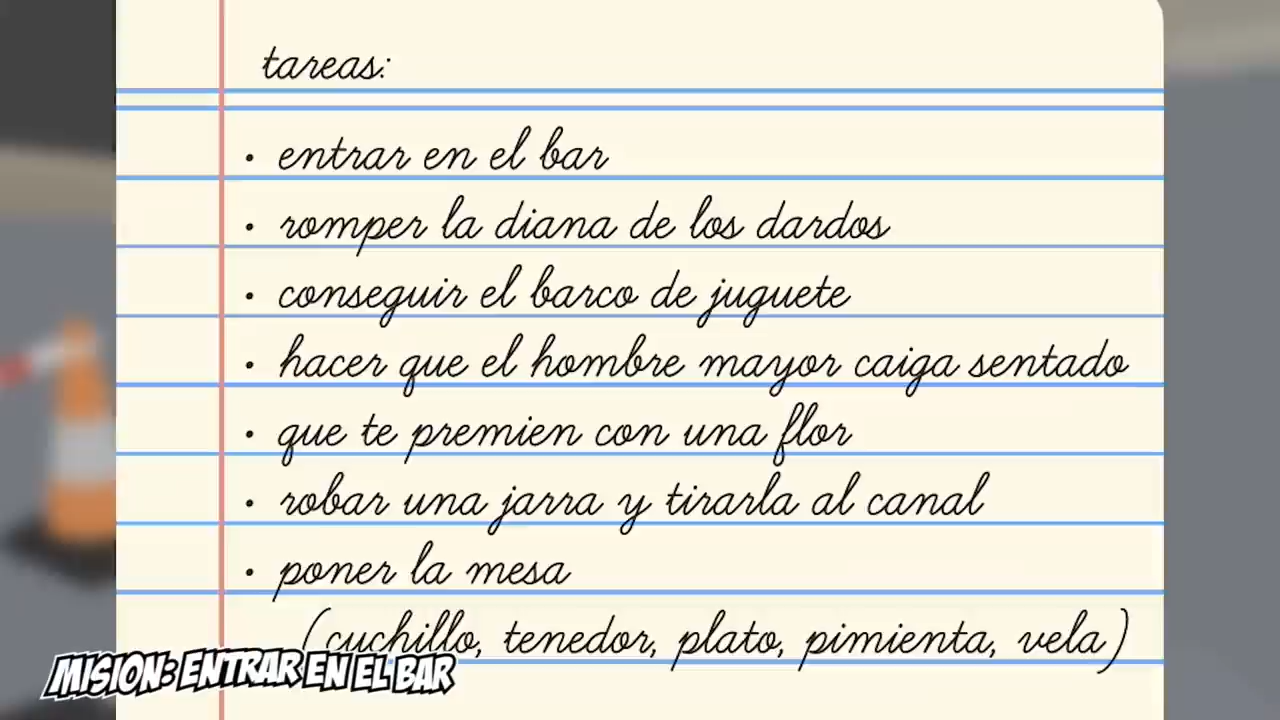 tareas:
• entrar en el bar
• romper la diana de los dardos
• conseguir el barco de juguete
• hacer que el hombre mayor caiga sentado
• que te premien con una flor
• robar una jarra y tirarla al canal
• poner la mesa
(cuchillo, tenedor, plato, pimienta, vela)
MISION: ENTRAR EN EL BAR